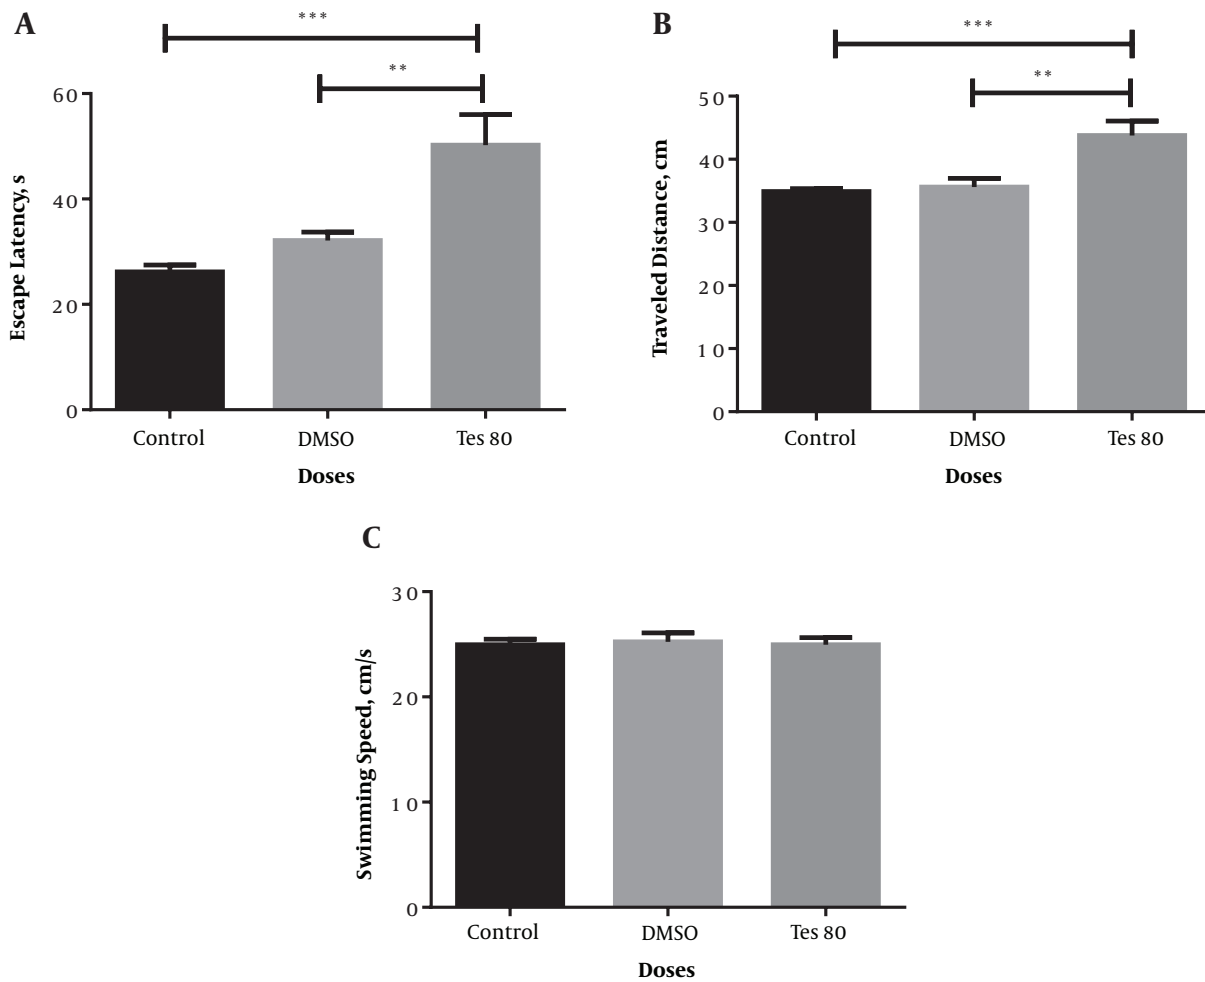 A
***
**
60
40
20
0
Escape Latency, s
Control DMSO Tes 80
Doses
B
***
**
50
40
30
20
10
0
Traveled Distance, cm
Control DMSO Tes 80
Doses
C
30
20
10
0
Swimming Speed, cm/s
Control DMSO Tes 80
Doses